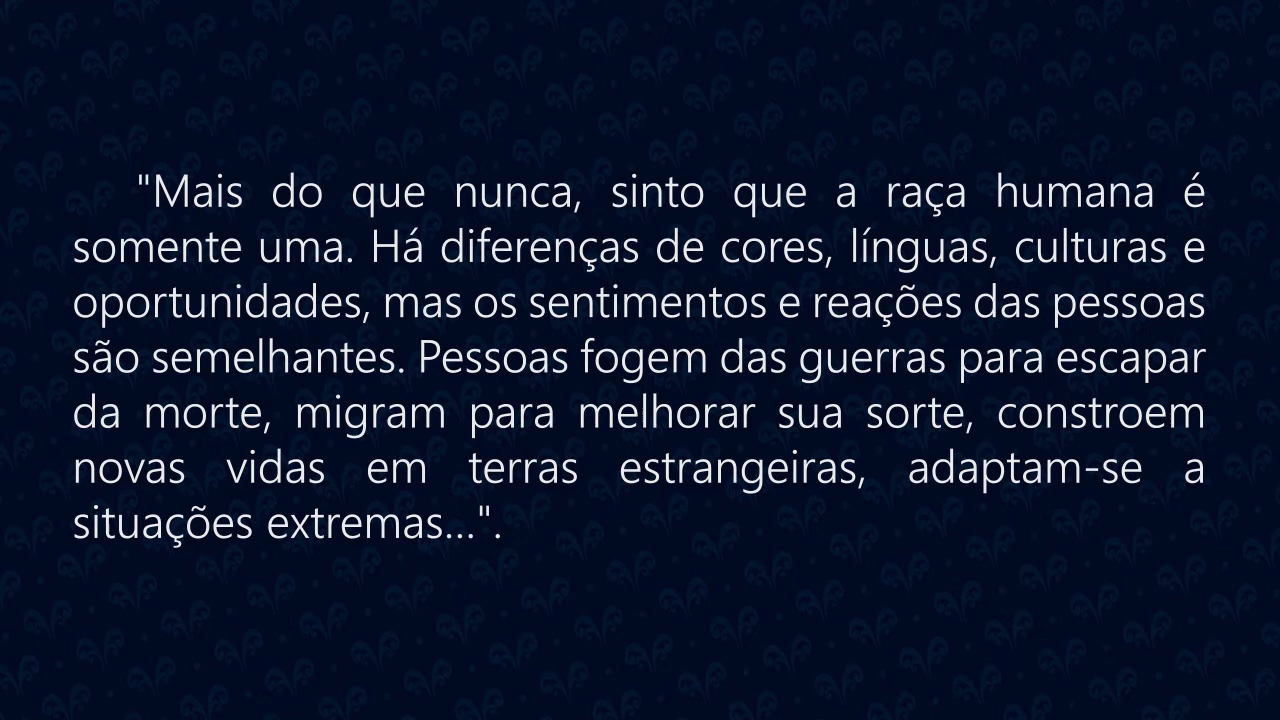 "Mais do que nunca, sinto que a raça humana é
somente uma. Há diferenças de cores, línguas, culturas e
oportunidades, mas os sentimentos e reações das pessoas
são semelhantes. Pessoas fogem das guerras para escapar
da morte, migram para melhorar sua sorte, constroem
novas vidas em terras estrangeiras, adaptam-se a
situações extremas...".